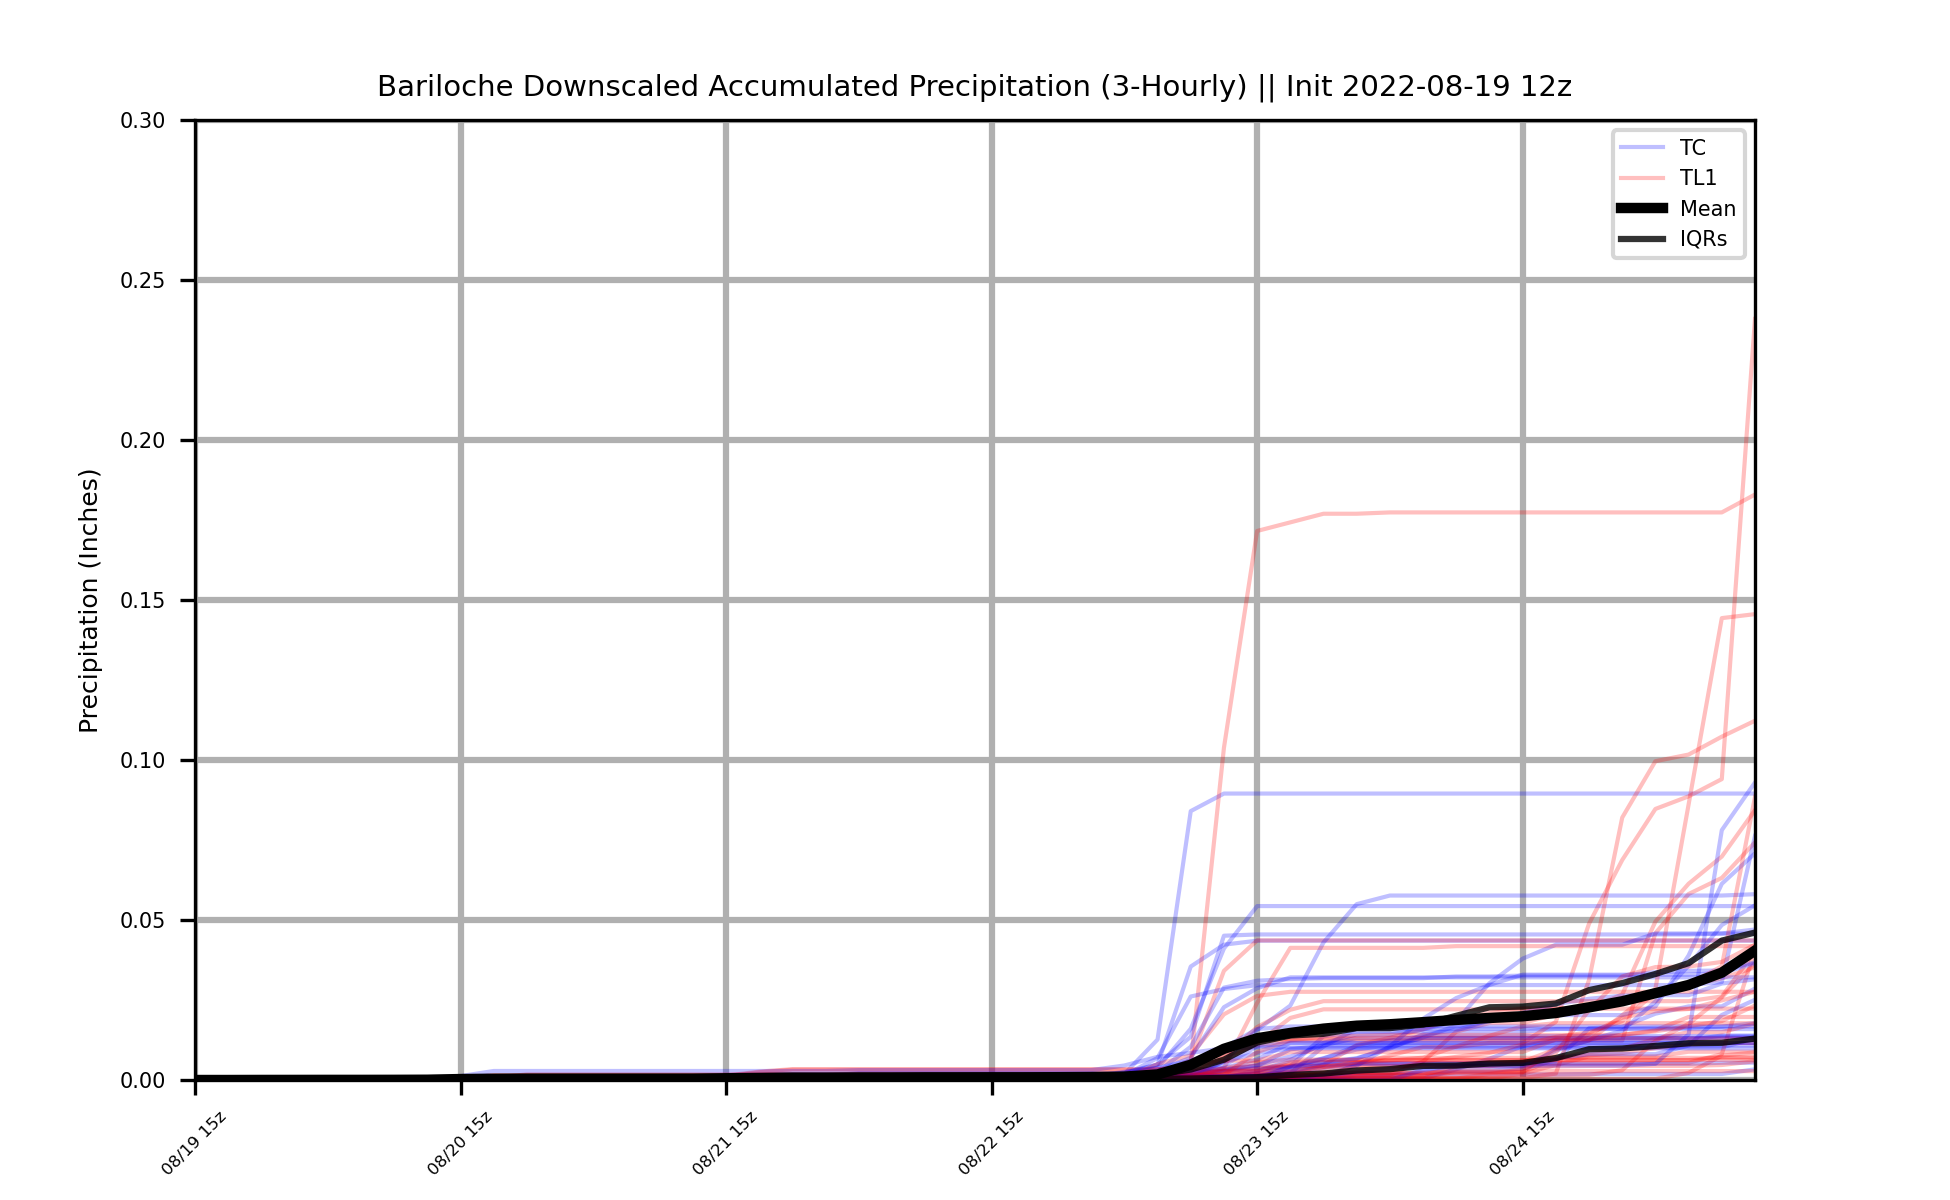 Bariloche Downscaled Accumulated Precipitation (3-Hourly) || Init 2022-08-19 12z
Precipitation (Inches)
0.30
0.25
0.20
0.15
0.10
0.05
0.00
TC
TL1
Mean
IQRs
08/19 15z
08/20 15z
08/21 15z
08/22 15z
08/23 15z
08/24 15z